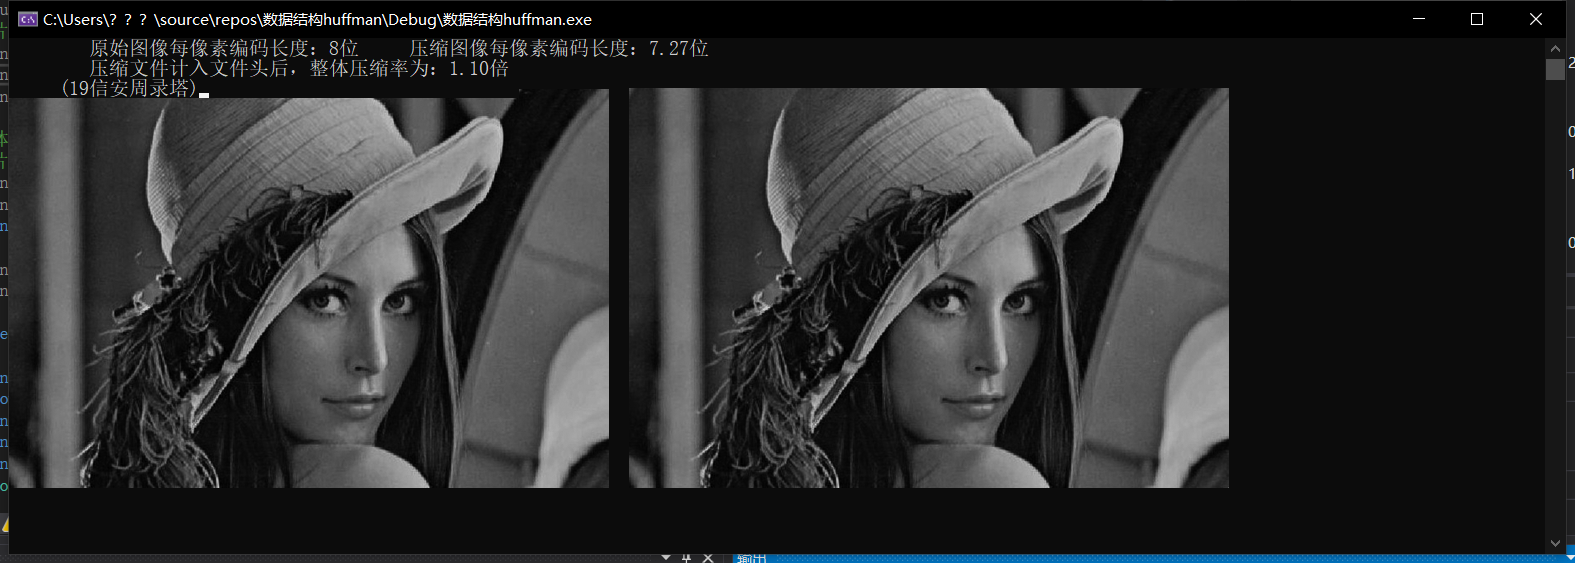 C:\Users\? ? ? \source\repos\数据结构huffman\Debug\数据结构huffman.exe
原始图像每像素编码长度：8位 压缩图像每像素编码长度：7.27位
压缩文件计入文件头后，整体压缩率为：1.10倍
(19信安周录塔)
输出